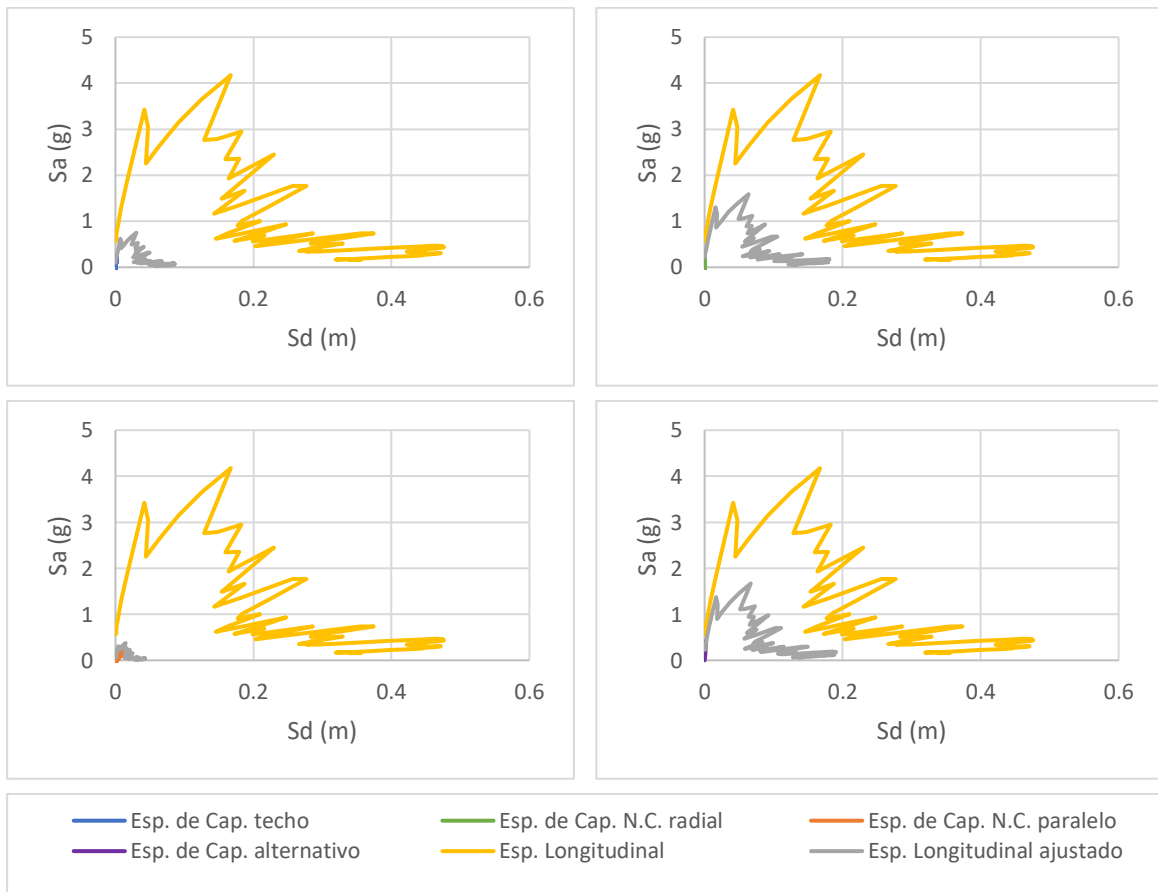 5
4
3
2
1
0
Sa (g)
0 0.2 0.4 0.6
Sd (m)
5
4
3
2
1
0
Sa (g)
0 0.2 0.4 0.6
Sd (m)
5
4
3
2
1
0
Sa (g)
0 0.2 0.4 0.6
Sd (m)
5
4
3
2
1
0
Sa (g)
0 0.2 0.4 0.6
Sd (m)
Esp. de Cap. techo Esp. de Cap. N.C. radial Esp. de Cap. N.C. paralelo
Esp. de Cap. alternativo Esp. Longitudinal Esp. Longitudinal ajustado